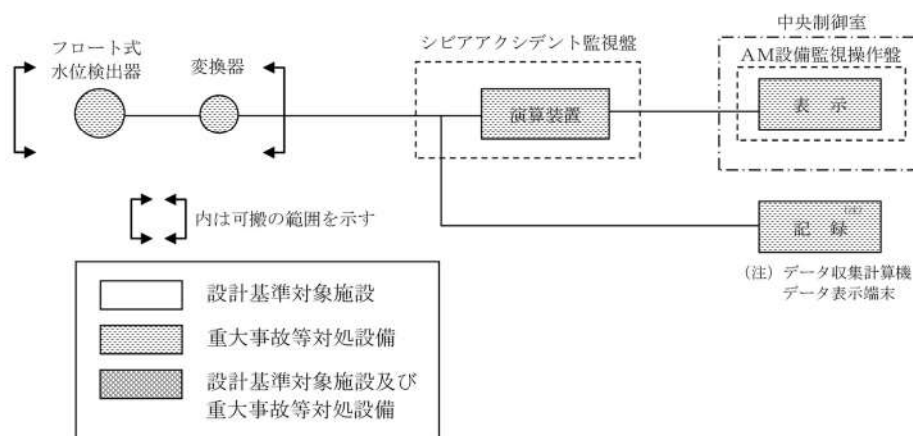 フロート式
水位検出器
変換器
シビアアクシデント監視盤
演算装置
中央制御室
AM設備監視操作盤
表 示
(注)
記 録
(注) データ収集計算機
データ表示端末
内は可搬の範囲を示す
設計基準対象施設
重大事故等対処設備
設計基準対象施設及び
重大事故等対処設備